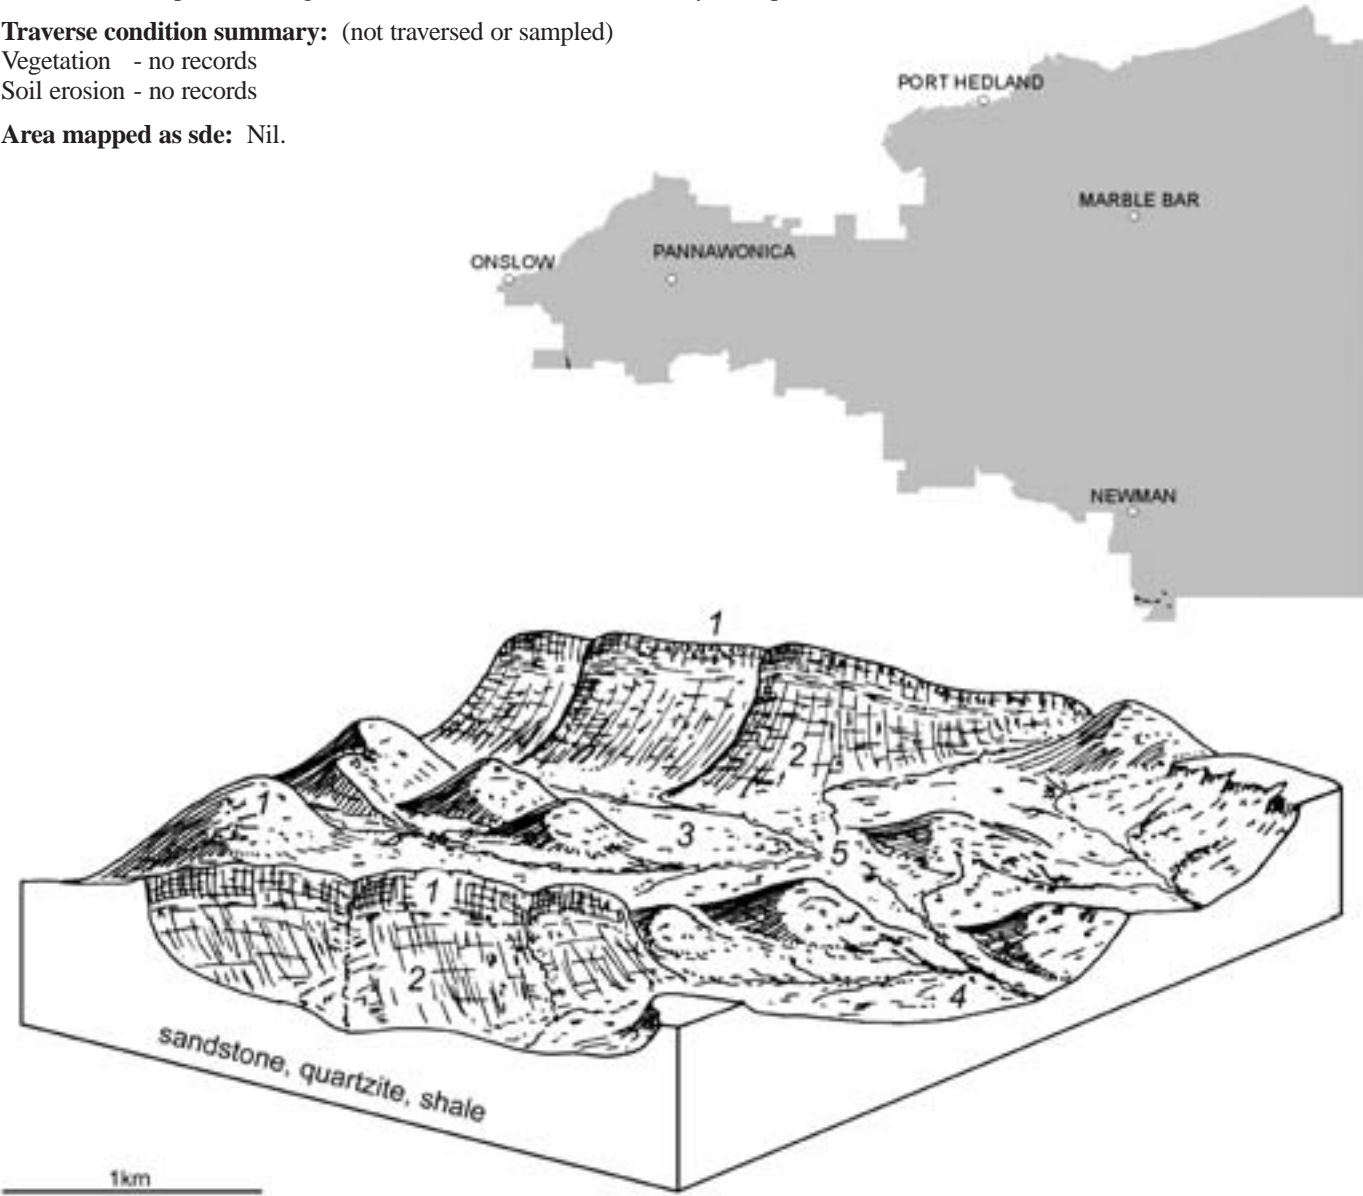 Traverse condition summary: (not traversed or sampled)
Vegetation - no records
Soil erosion - no records
Area mapped as sde: Nil.
PORT HEDLAND
MARBLE BAR
PANNAWONICA
ONSLOW
NEWMAN
1
2
1
3
5
1
2
4
sandstone, quartzite, shale
1km